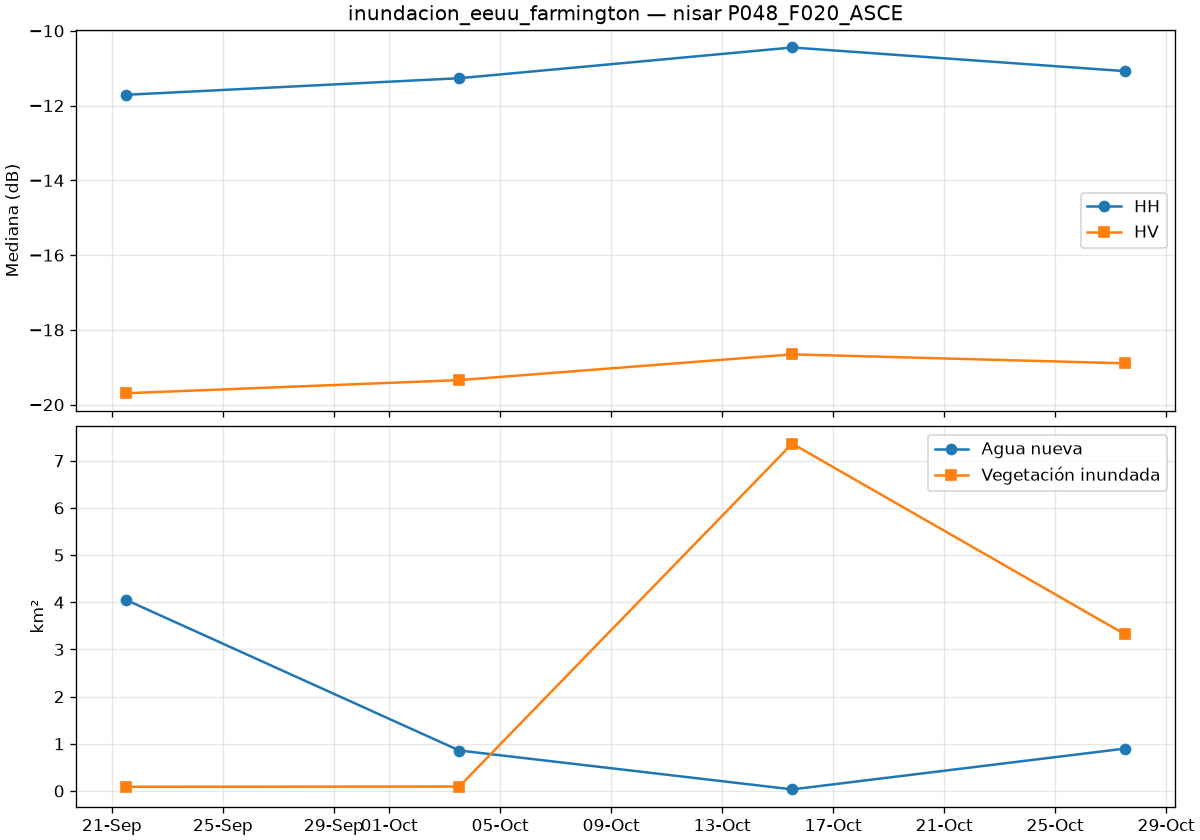 inundacion_eeuu_farmington — nisar P048_F020_ASCE
−10
−12
−14
−16
−18
−20
Mediana (dB)
HH
HV
7
6
5
4
3
2
1
0
km²
Agua nueva
Vegetación inundada
21-Sep 25-Sep 29-Sep 01-Oct 05-Oct 09-Oct 13-Oct 17-Oct 21-Oct 25-Oct 29-Oct